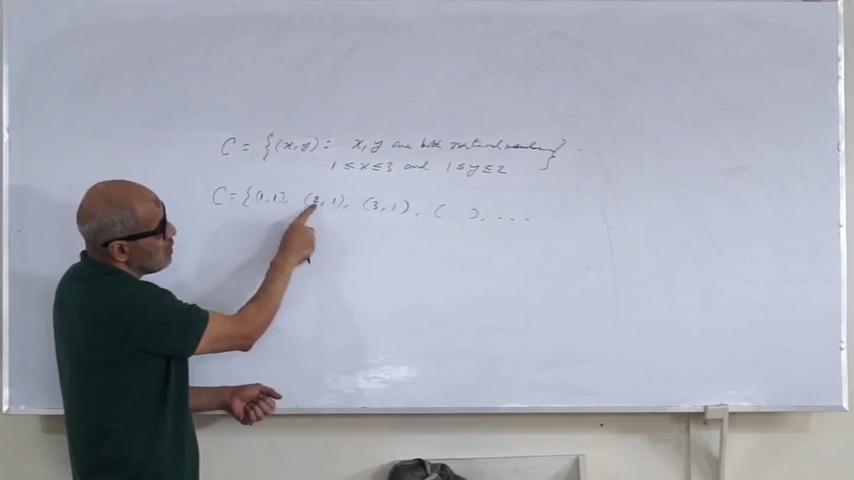 C = {(x,y): x,y are both natural numbers
1 ≤ x ≤ 3 and 1 ≤ y ≤ 2 }
C = {(1,1), (2,1), (3,1), ( ), ...